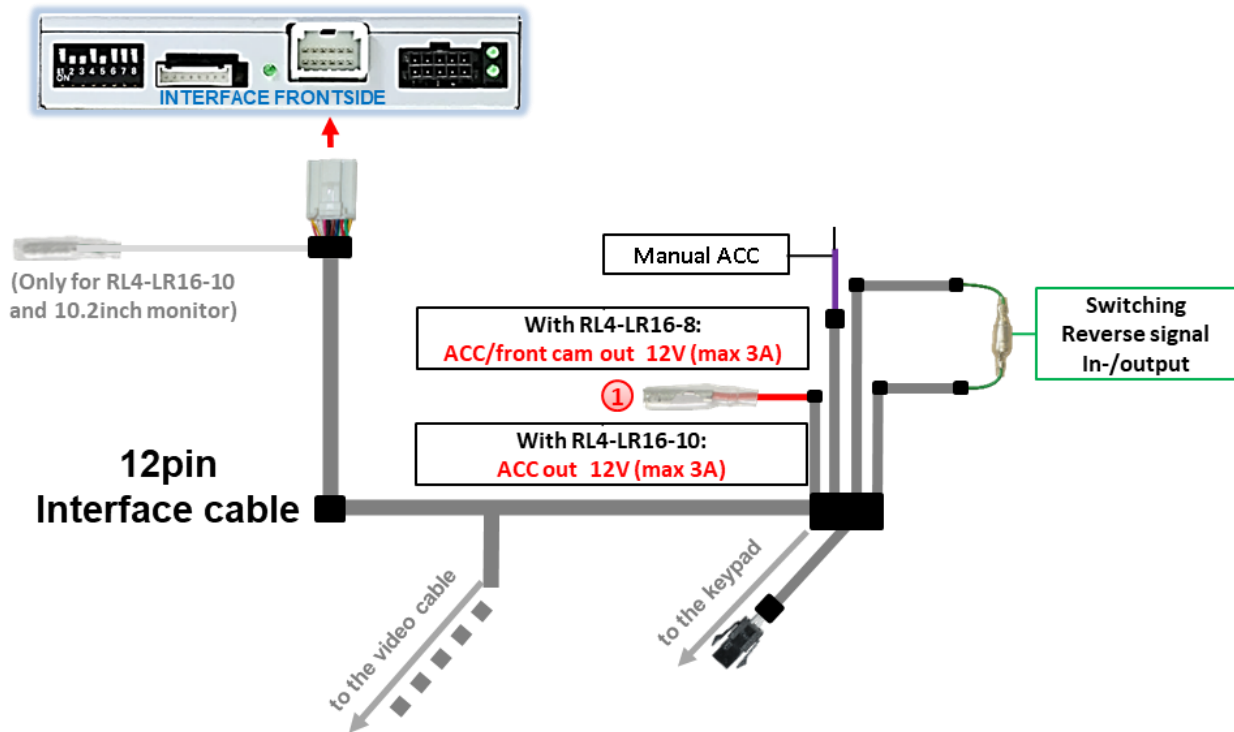 ON
1 2 3 4 5 6 7 8
INTERFACE FRONTSIDE
(Only for RL4-LR16-10
and 10.2inch monitor)
Manual ACC
With RL4-LR16-8:
ACC/front cam out 12V (max 3A)
1
With RL4-LR16-10:
ACC out 12V (max 3A)
Switching
Reverse signal
In-/output
12pin
Interface cable
to the video cable
to the keypad